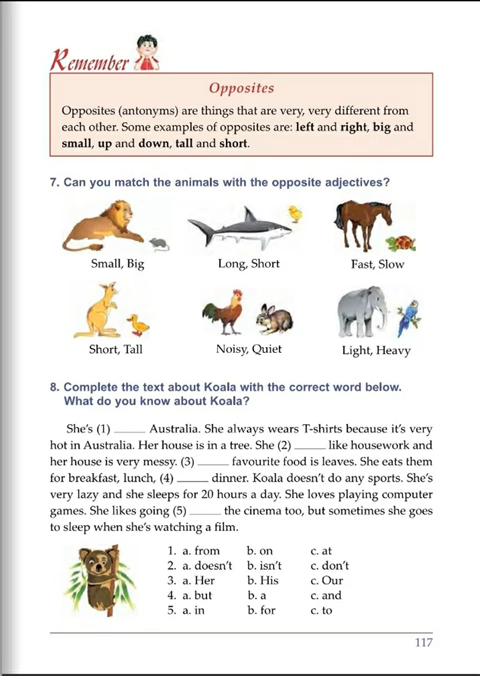 Remember
Opposites
Opposites (antonyms) are things that are very, very different from
each other. Some examples of opposites are: left and right, big and
small, up and down, tall and short.
7. Can you match the animals with the opposite adjectives?
Small, Big
Long, Short
Fast, Slow
Short, Tall
Noisy, Quiet
Light, Heavy
8. Complete the text about Koala with the correct word below.
What do you know about Koala?
She's (1) _____ Australia. She always wears T-shirts because it's very
hot in Australia. Her house is in a tree. She (2) _____ like housework and
her house is very messy. (3) _____ favourite food is leaves. She eats them
for breakfast, lunch, (4) _____ dinner. Koala doesn't do any sports. She's
very lazy and she sleeps for 20 hours a day. She loves playing computer
games. She likes going (5) _____ the cinema too, but sometimes she goes
to sleep when she's watching a film.
1. a. from b. on c. at
2. a. doesn't b. isn't c. don't
3. a. Her b. His c. Our
4. a. but b. a c. and
5. a. in b. for c. to
117